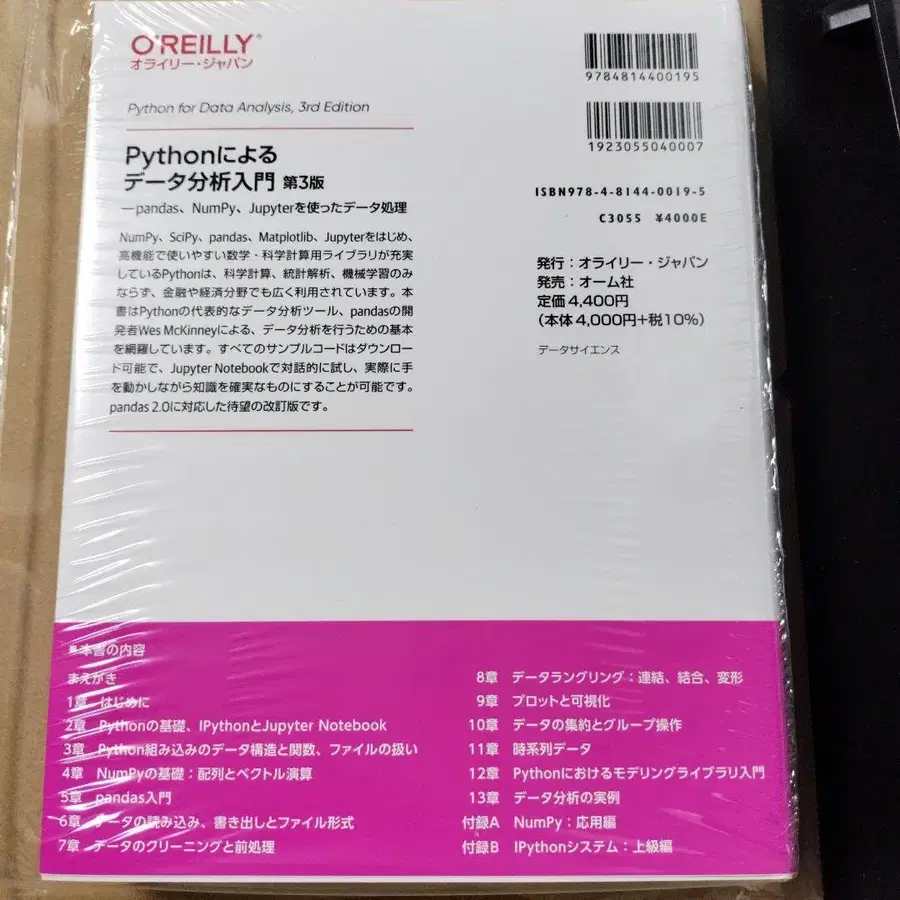 O'REILLY®
オライリー・ジャパン
Python for Data Analysis, 3rd Edition
Pythonによる
データ分析入門 第3版
―pandas、NumPy、Jupyterを使ったデータ処理
NumPy、SciPy、pandas、Matplotlib、Jupyterをはじめ、
高機能で使いやすい数学・科学計算用ライブラリが充実
しているPythonは、科学計算、統計解析、機械学習のみ
ならず、金融や経済分野でも広く利用されています。本
書はPythonの代表的なデータ分析ツール、pandasの開
発者Wes McKinneyによる、データ分析を行うための基本
を網羅しています。すべてのサンプルコードはダウンロー
ド可能で、Jupyter Notebookで対話的に試し、実際に手
を動かしながら知識を確実なものにすることが可能です。
pandas 2.0に対応した待望の改訂版です。
9784814400195
1923055040007
ISBN978-4-8144-0019-5
C3055 ¥4000E
発行：オライリー・ジャパン
発売：オーム社
定価4,400円
（本体4,000円+税10%）
データサイエンス
■本書の内容
まえがき
1章 はじめに
2章 Pythonの基礎、IPythonとJupyter Notebook
3章 Python組み込みのデータ構造と関数、ファイルの扱い
4章 NumPyの基礎：配列とベクトル演算
5章 pandas入門
6章 データの読み込み、書き出しとファイル形式
7章 データのクリーニングと前処理
8章 データラングリング：連結、結合、変形
9章 プロットと可視化
10章 データの集約とグループ操作
11章 時系列データ
12章 Pythonにおけるモデリングライブラリ入門
13章 データ分析の実例
付録A NumPy：応用編
付録B IPythonシステム：上級編